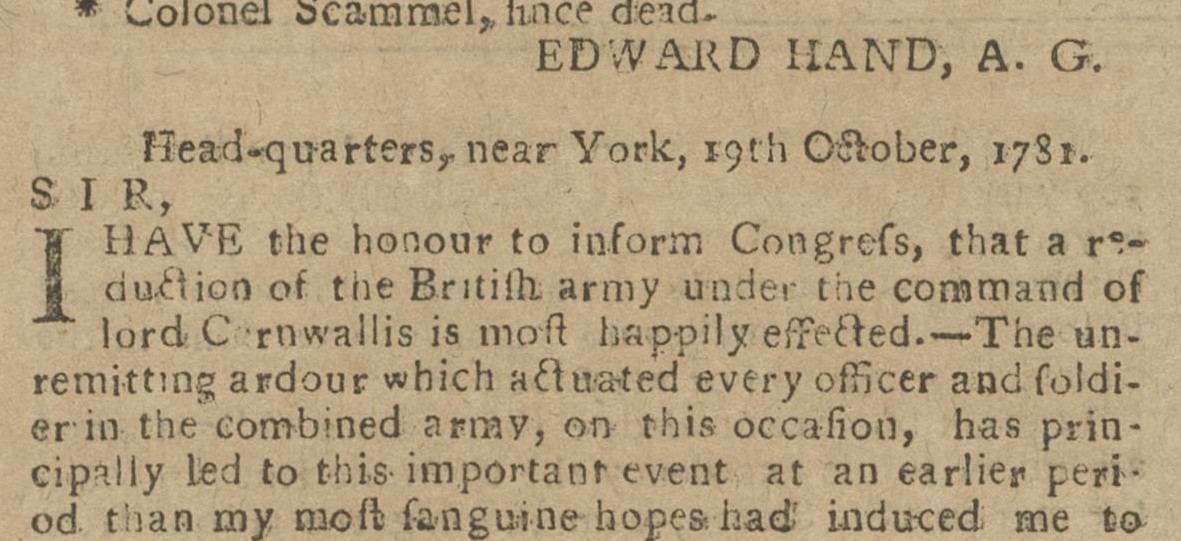 * Colonel Scammel, ſince dead.
EDWARD HAND, A. G.
Head-quarters, near York, 19th October, 1781.
S I R,
I HAVE the honour to inform Congreſs, that a re-
duction of the Britiſh army under the command of
lord C rnwallis is moſt happily effected.—The un-
remitting ardour which actuated every officer and ſoldi-
er in the combined army, on this occaſion, has prin-
cipally led to this important event at an earlier peri-
od than my moſt ſanguine hopes had induced me to